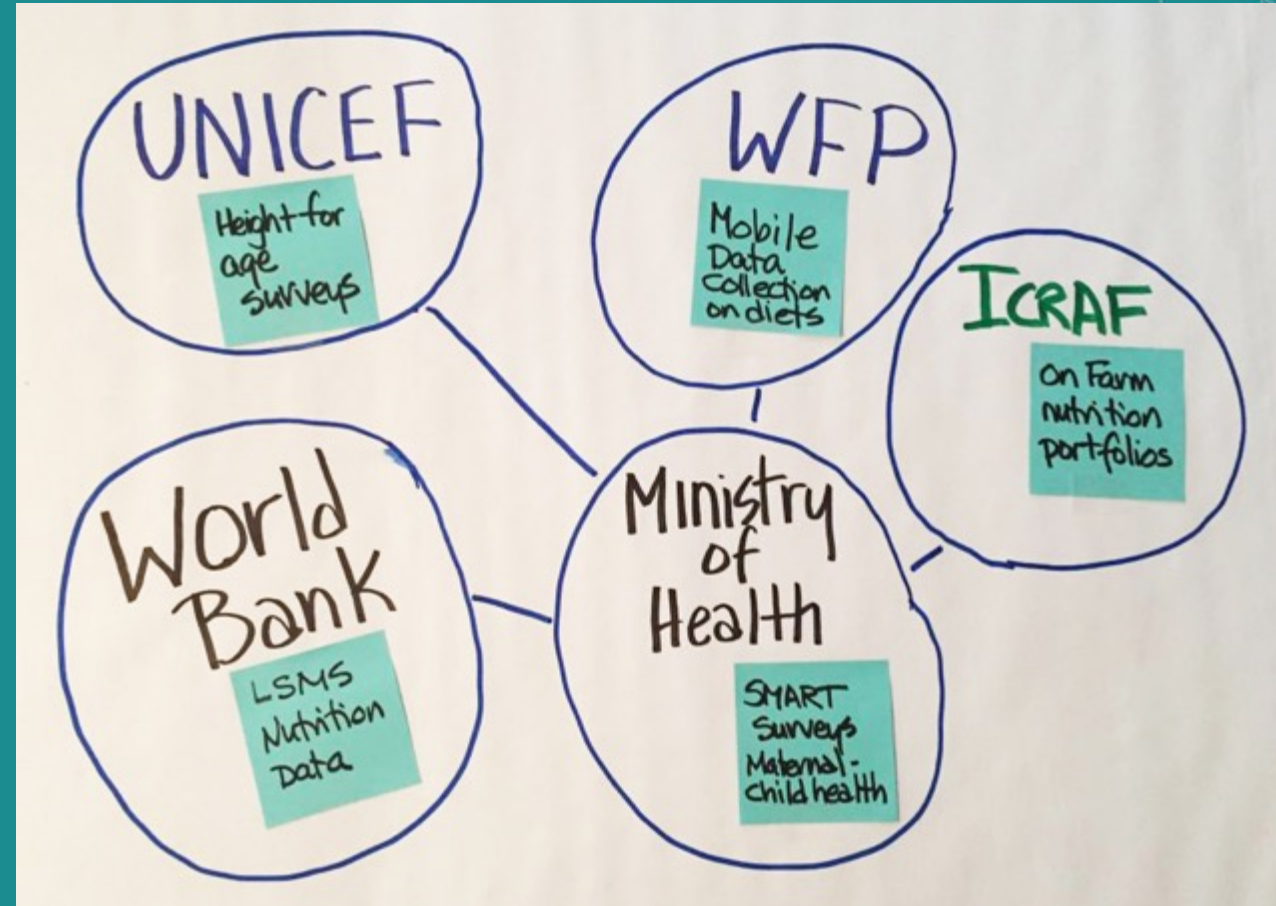 UNICEF
Height for
age
surveys
WFP
Mobile
Data
Collection
on diets
ICRAF
on Farm
nutrition
portfolios
World
Bank
LSMS
Nutrition
Data
Ministry
of
Health
SMART
Surveys
Maternal-
child health